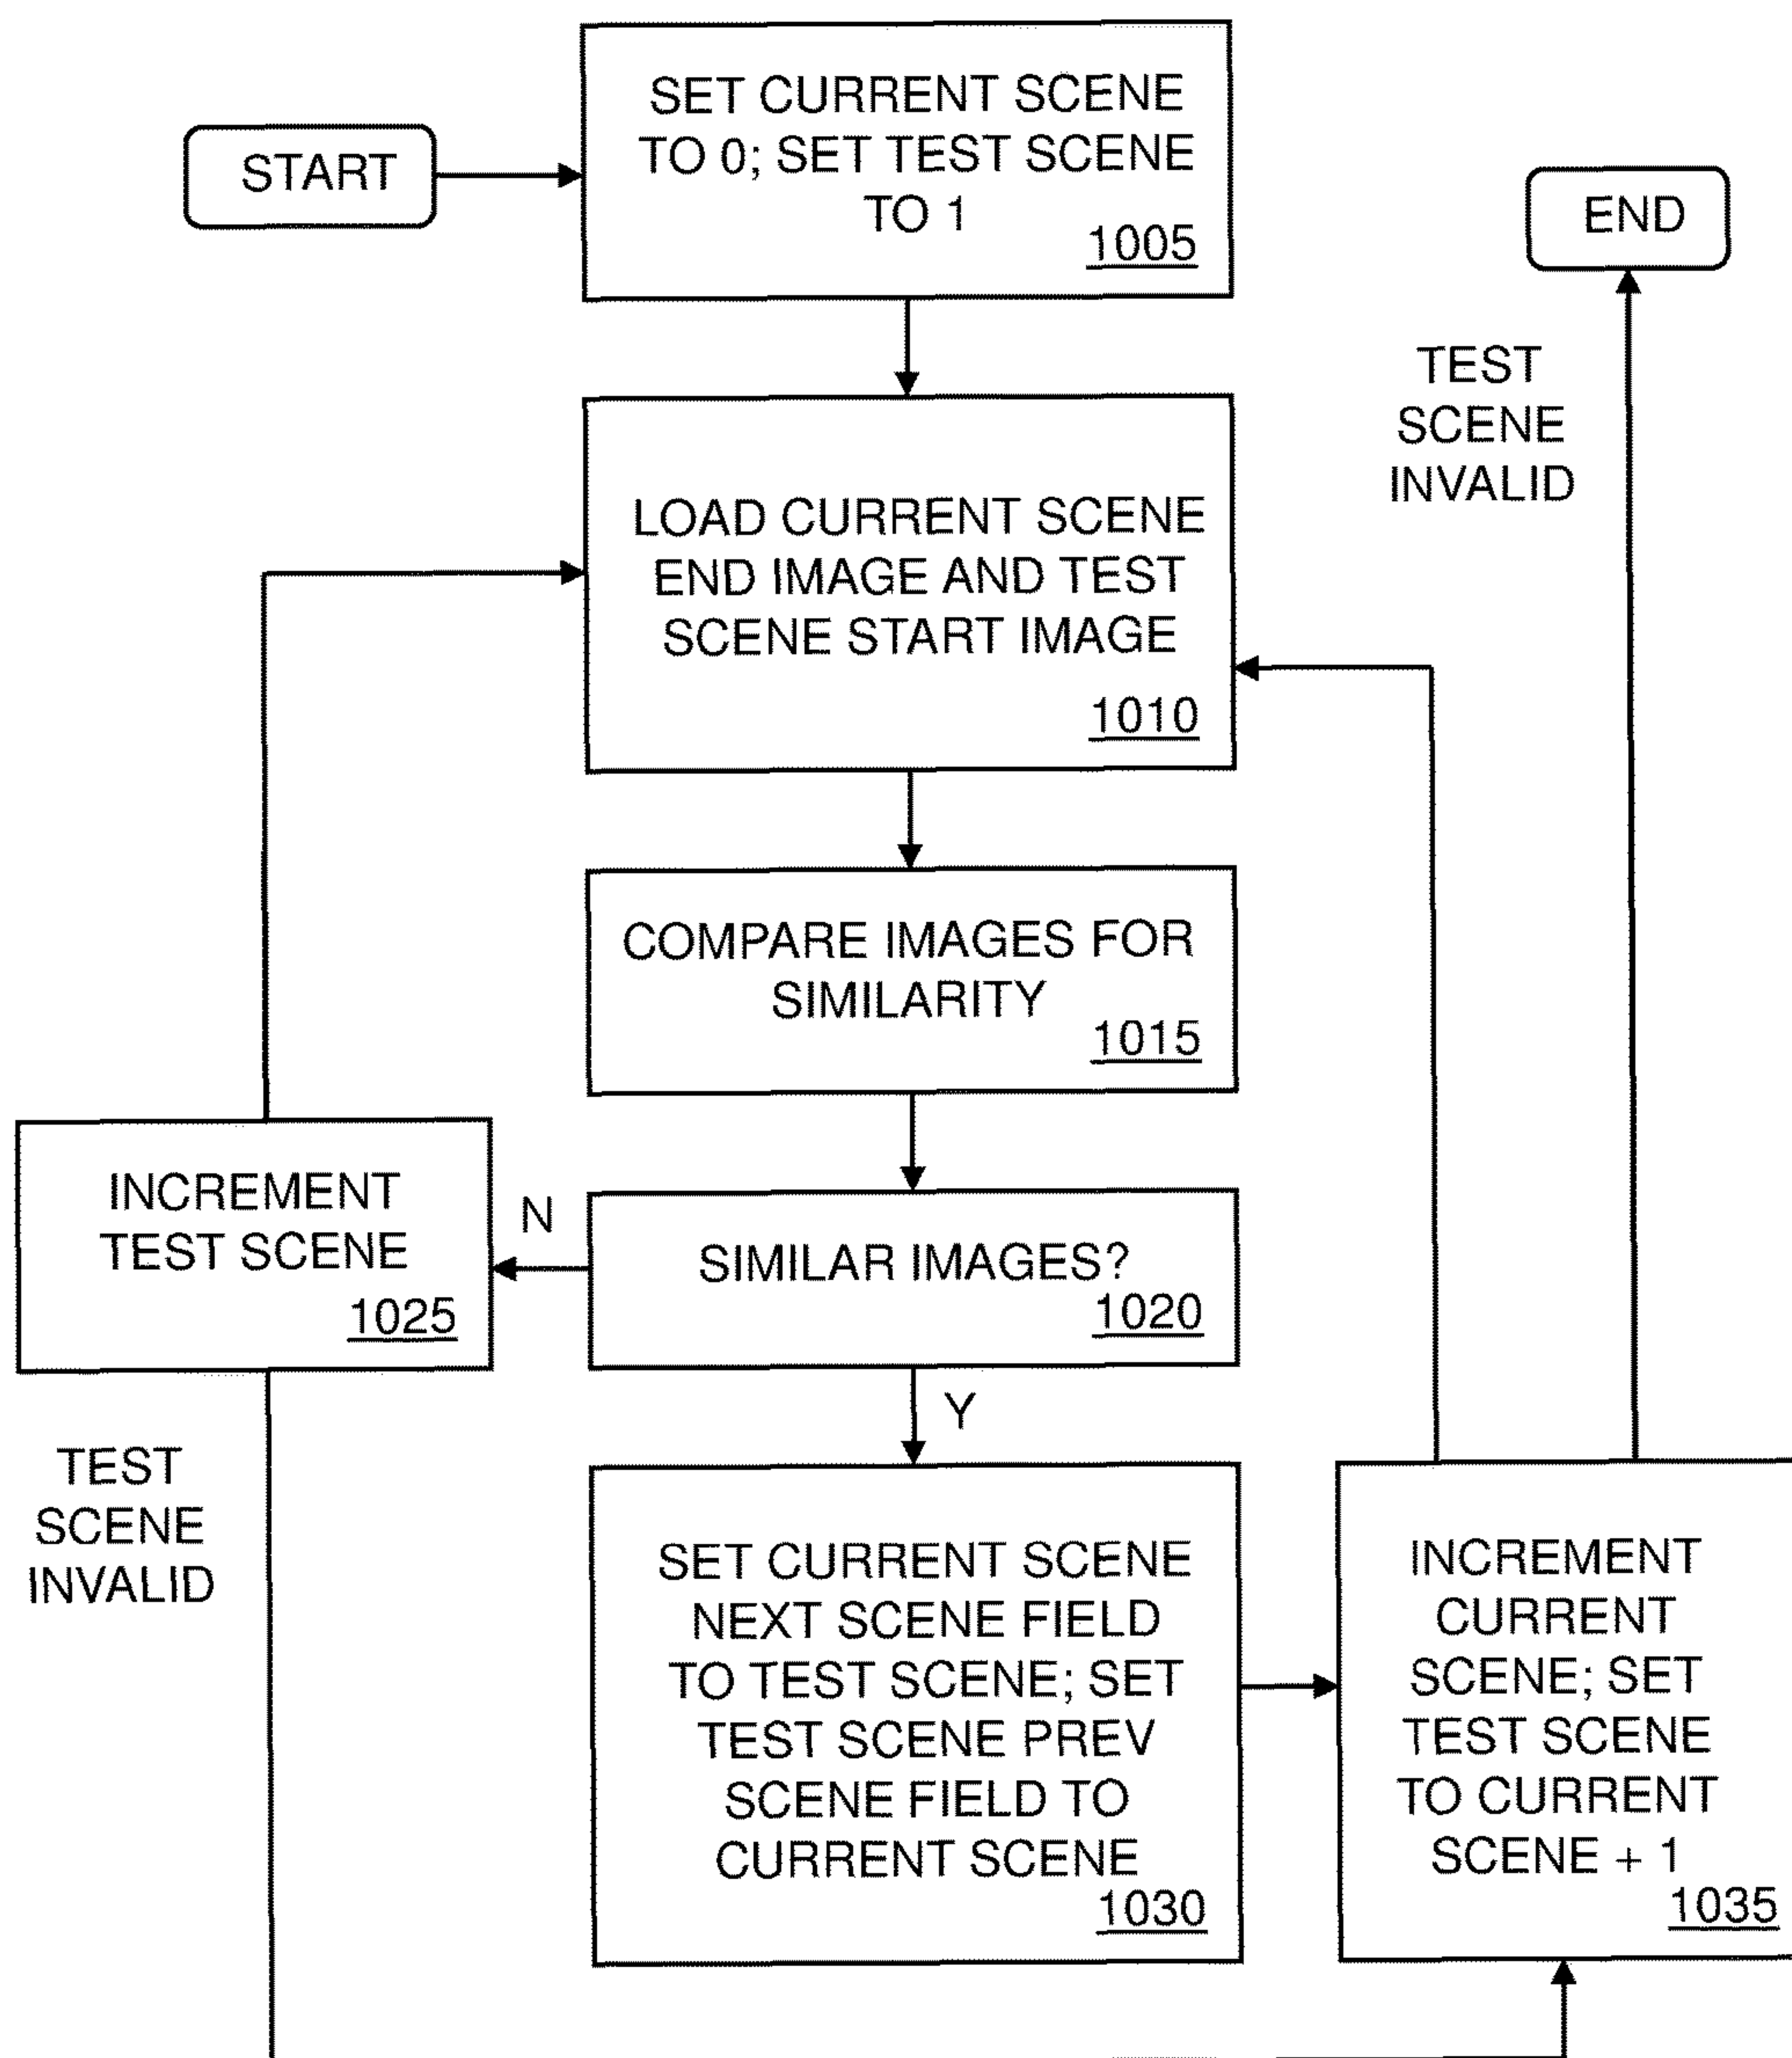 START
SET CURRENT SCENE
TO 0; SET TEST SCENE
TO 1
1005
END
TEST
SCENE
INVALID
LOAD CURRENT SCENE
END IMAGE AND TEST
SCENE START IMAGE
1010
COMPARE IMAGES FOR
SIMILARITY
1015
INCREMENT
TEST SCENE
1025
N
SIMILAR IMAGES?
1020
Y
TEST
SCENE
INVALID
SET CURRENT SCENE
NEXT SCENE FIELD
TO TEST SCENE; SET
TEST SCENE PREV
SCENE FIELD TO
CURRENT SCENE
1030
INCREMENT
CURRENT
SCENE; SET
TEST SCENE
TO CURRENT
SCENE + 1
1035